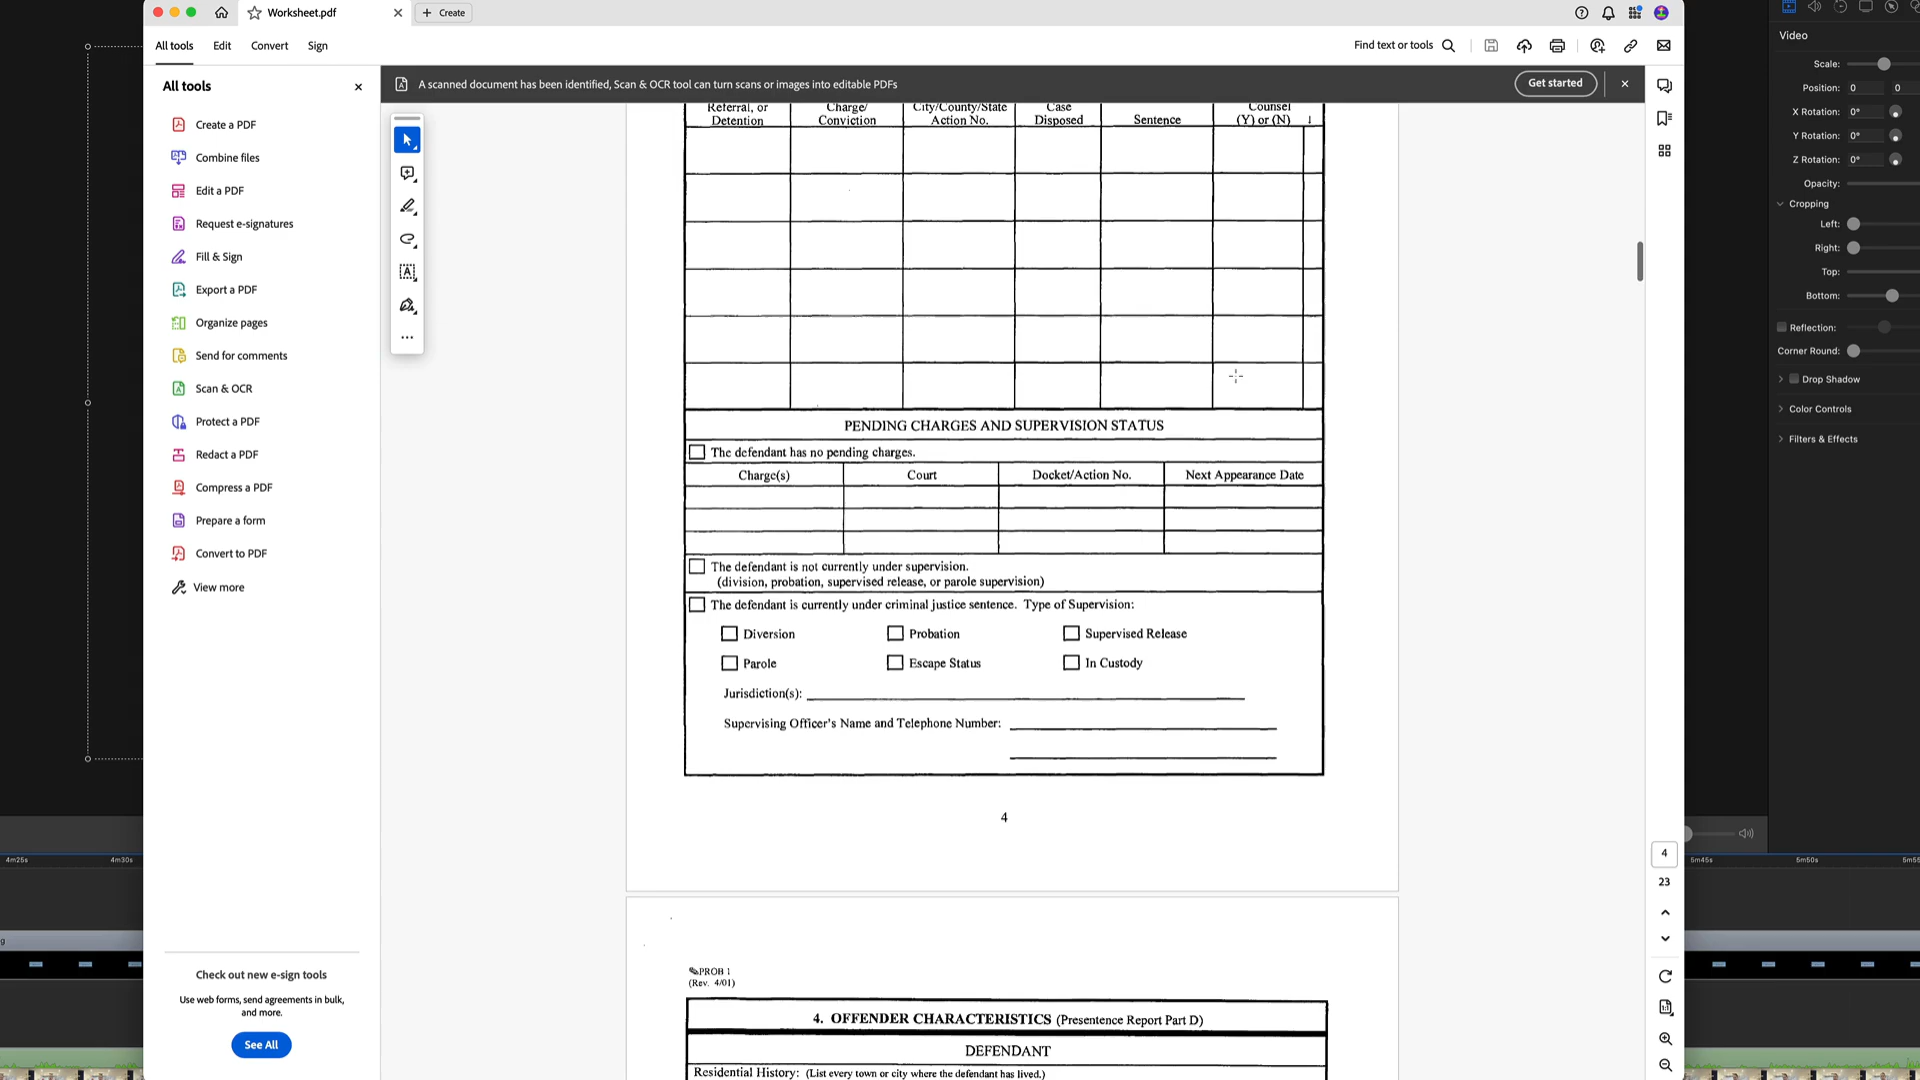 Worksheet.pdf
Create
All tools
Edit
Convert
Sign
Find text or tools
All tools
Create a PDF
Combine files
Edit a PDF
Request e-signatures
Fill & Sign
Export a PDF
Organize pages
Send for comments
Scan & OCR
Protect a PDF
Redact a PDF
Compress a PDF
Prepare a form
Convert to PDF
View more
Check out new e-sign tools
Use web forms, send agreements in bulk,
and more.
See All
A scanned document has been identified, Scan & OCR tool can turn scans or images into editable PDFs
Get started
Referral, or Charge/ City/County/State Case Counsel
Detention Conviction Action No. Disposed Sentence (Y) or (N)
PENDING CHARGES AND SUPERVISION STATUS
The defendant has no pending charges.
Charge(s) Court Docket/Action No. Next Appearance Date
The defendant is not currently under supervision.
(division, probation, supervised release, or parole supervision)
The defendant is currently under criminal justice sentence. Type of Supervision:
Diversion Probation Supervised Release
Parole Escape Status In Custody
Jurisdiction(s):
Supervising Officer's Name and Telephone Number:
4
PROB 1
(Rev. 4/01)
4. OFFENDER CHARACTERISTICS (Presentence Report Part D)
DEFENDANT
Residential History: (List every town or city where the defendant has lived.)
4
23
Video
Scale:
Position: 0 0
X Rotation: 0°
Y Rotation: 0°
Z Rotation: 0°
Opacity:
Cropping
Left:
Right:
Top:
Bottom:
Reflection:
Corner Round:
Drop Shadow
Color Controls
Filters & Effects
4m25s
4m30s
5m45s
5m50s
5m55
g